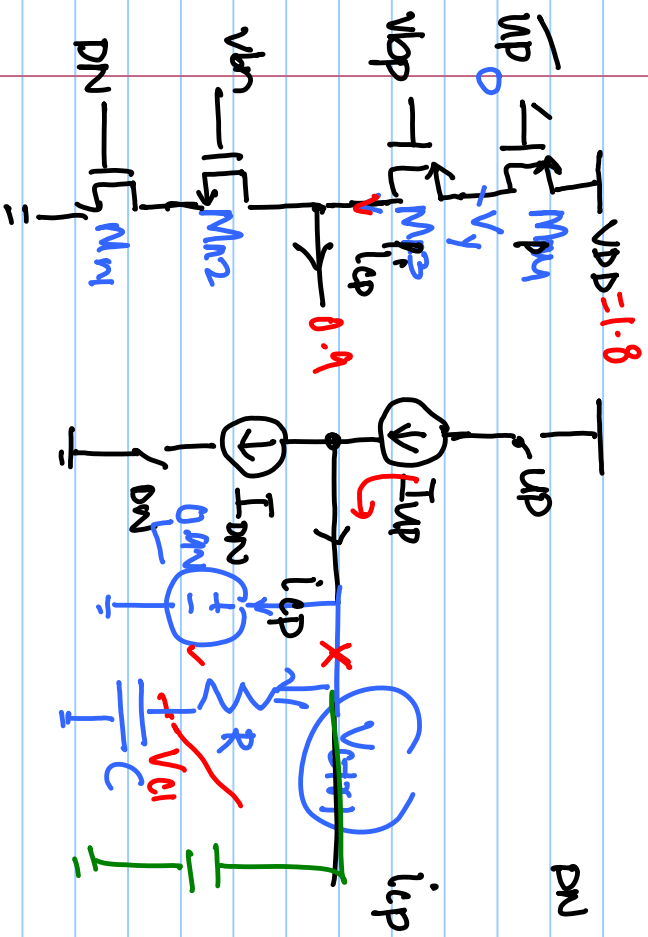 VDD=1.8
UP
UP
DN
0
Mp4
VY
Vbp
Mp3
IUP
icp
icp
0.9
icp
Vcntl
Vbn
Mn2
IDN
R
0.9V
Vc1
DN
Mn1
DN
C